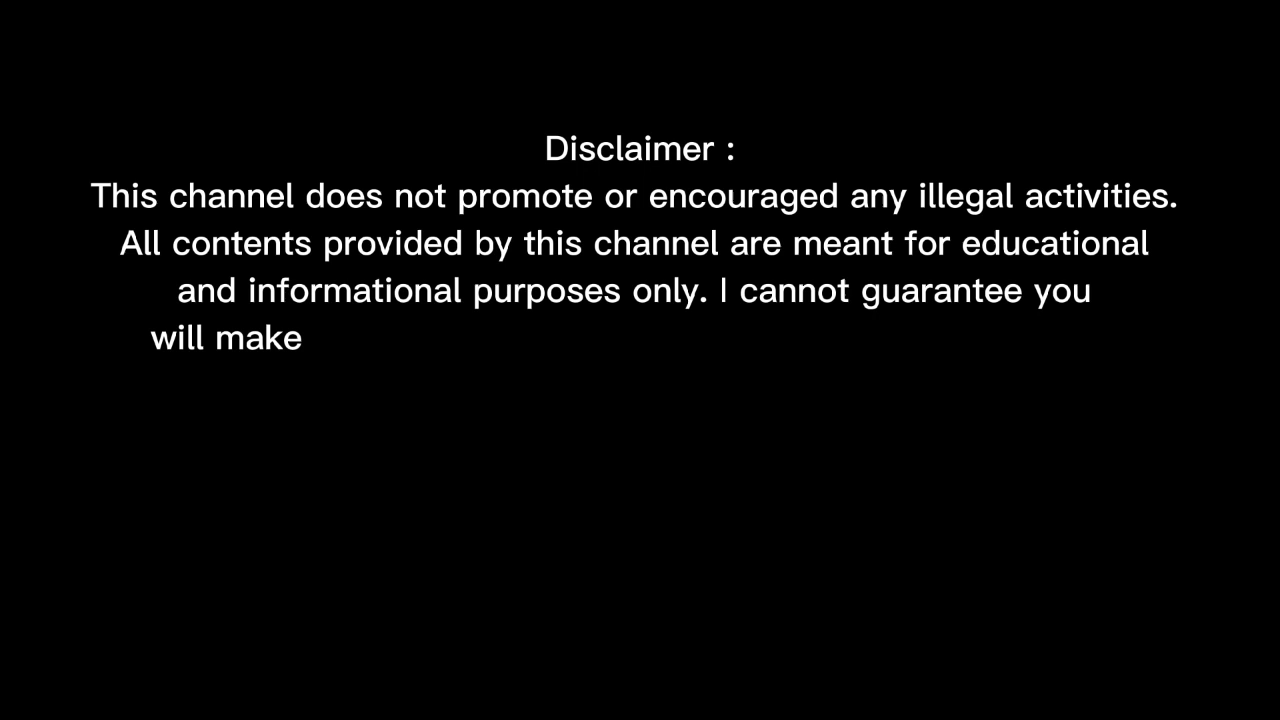 Disclaimer :
This channel does not promote or encouraged any illegal activities.
All contents provided by this channel are meant for educational
and informational purposes only. I cannot guarantee you
will make